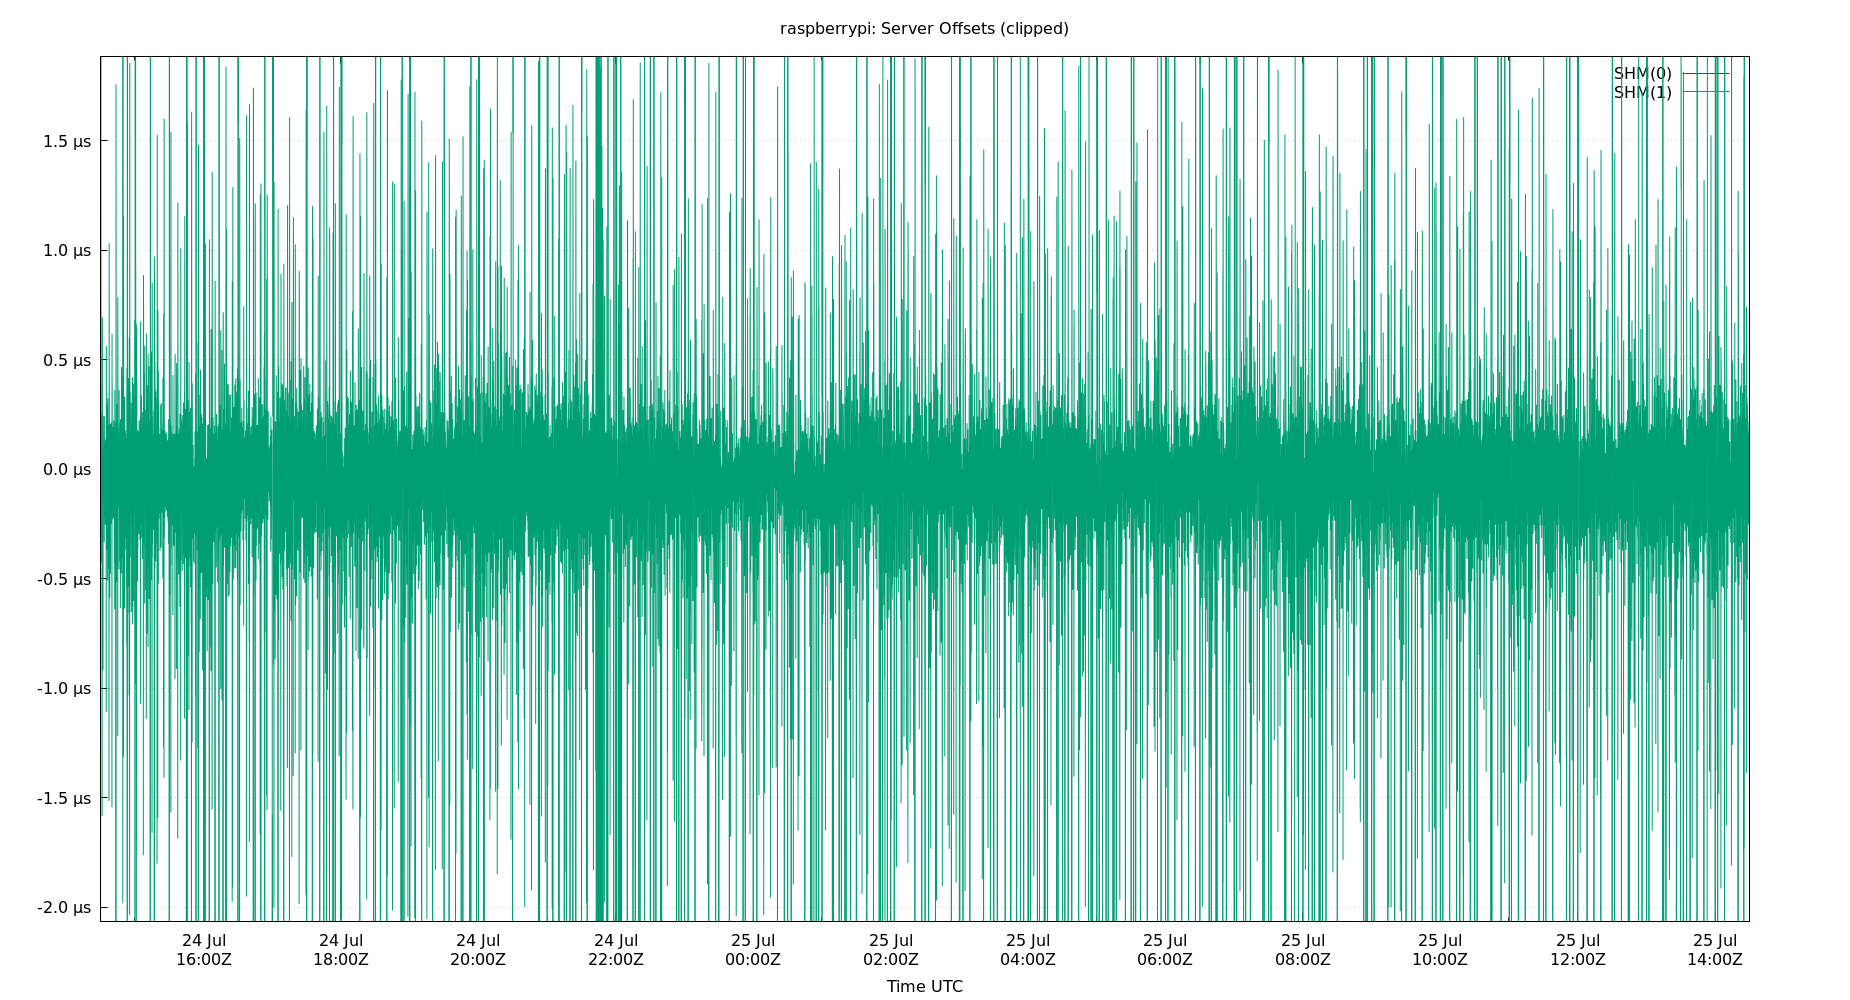 raspberrypi: Server Offsets (clipped)
SHM(0)
SHM(1)
1.5 µs
1.0 µs
0.5 µs
0.0 µs
-0.5 µs
-1.0 µs
-1.5 µs
-2.0 µs
24 Jul 24 Jul 24 Jul 24 Jul 25 Jul 25 Jul 25 Jul 25 Jul 25 Jul 25 Jul 25 Jul 25 Jul
16:00Z 18:00Z 20:00Z 22:00Z 00:00Z 02:00Z 04:00Z 06:00Z 08:00Z 10:00Z 12:00Z 14:00Z
Time UTC